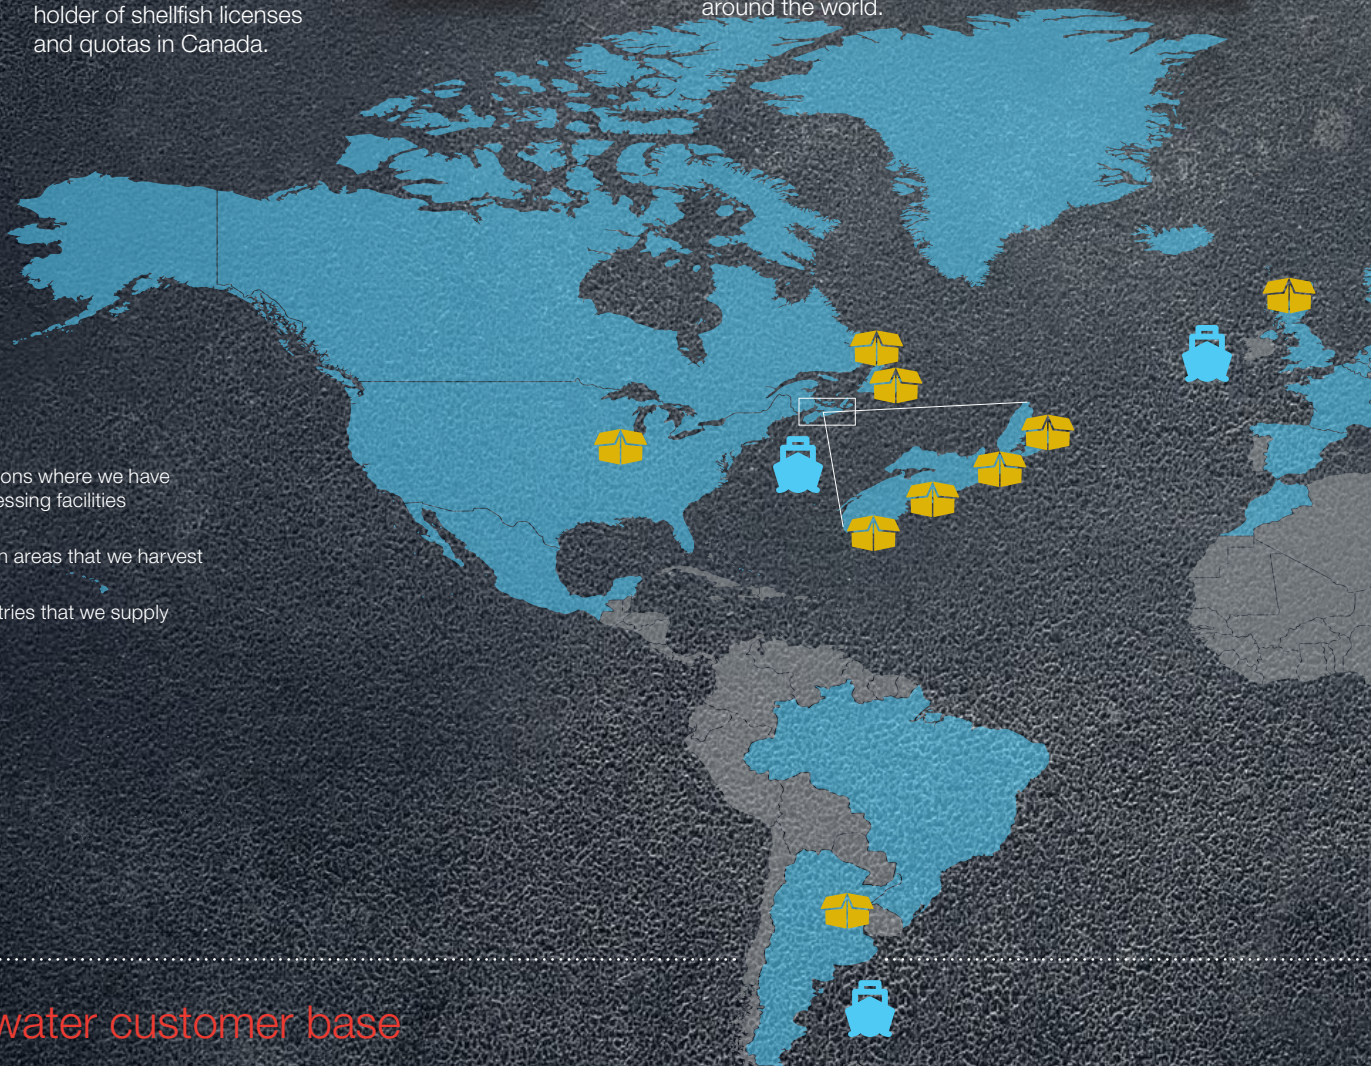 holder of shellfish licenses
and quotas in Canada.
around the world.
ons where we have
essing facilities
n areas that we harvest
tries that we supply
water customer base